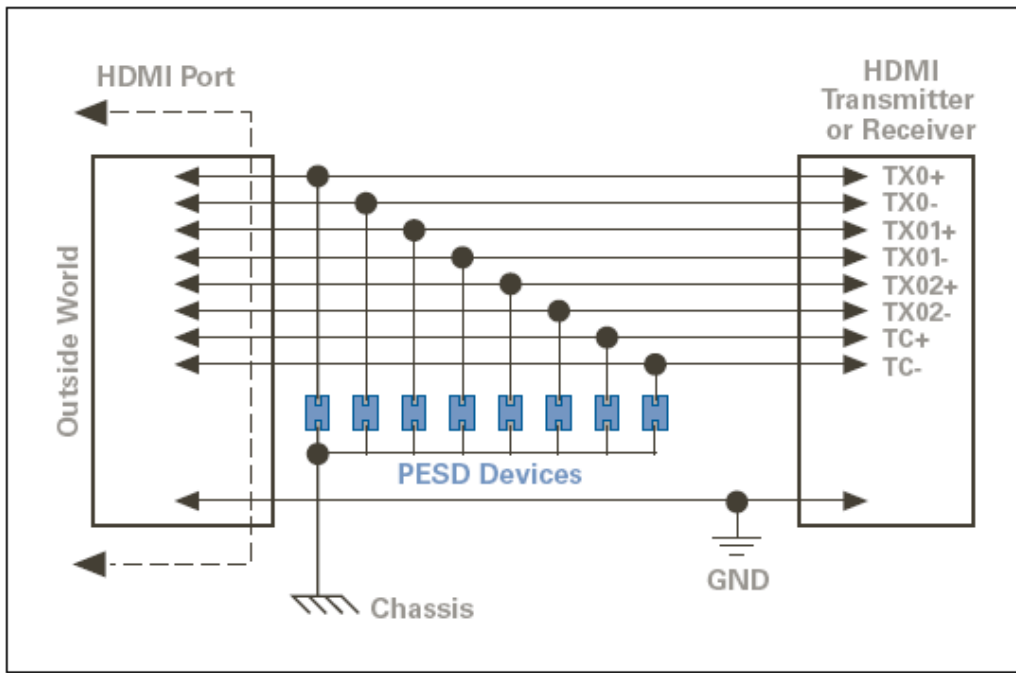 HDMI Port
HDMI
Transmitter
or Receiver
TX0+
TX0-
TX01+
TX01-
TX02+
TX02-
TC+
TC-
Outside World
PESD Devices
GND
Chassis